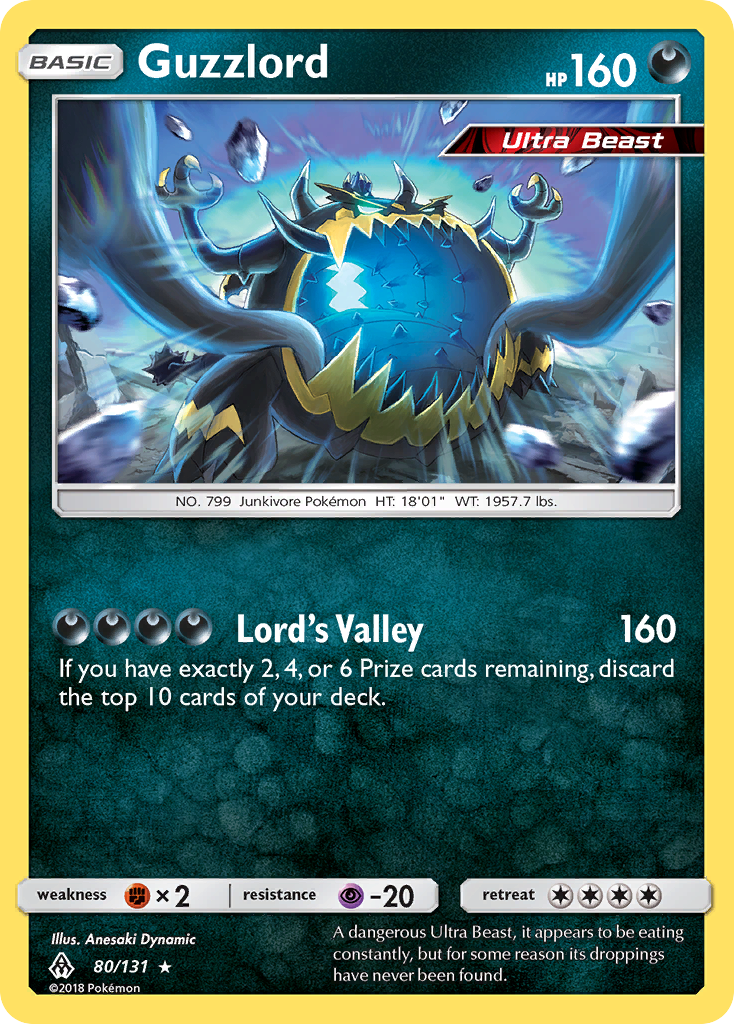 BASIC Guzzlord HP 160
Ultra Beast
NO. 799 Junkivore Pokémon HT: 18'01" WT: 1957.7 lbs.
Lord's Valley 160
If you have exactly 2, 4, or 6 Prize cards remaining, discard
the top 10 cards of your deck.
weakness ×2 resistance -20 retreat
Illus. Anesaki Dynamic
80/131 ★
©2018 Pokémon
A dangerous Ultra Beast, it appears to be eating
constantly, but for some reason its droppings
have never been found.